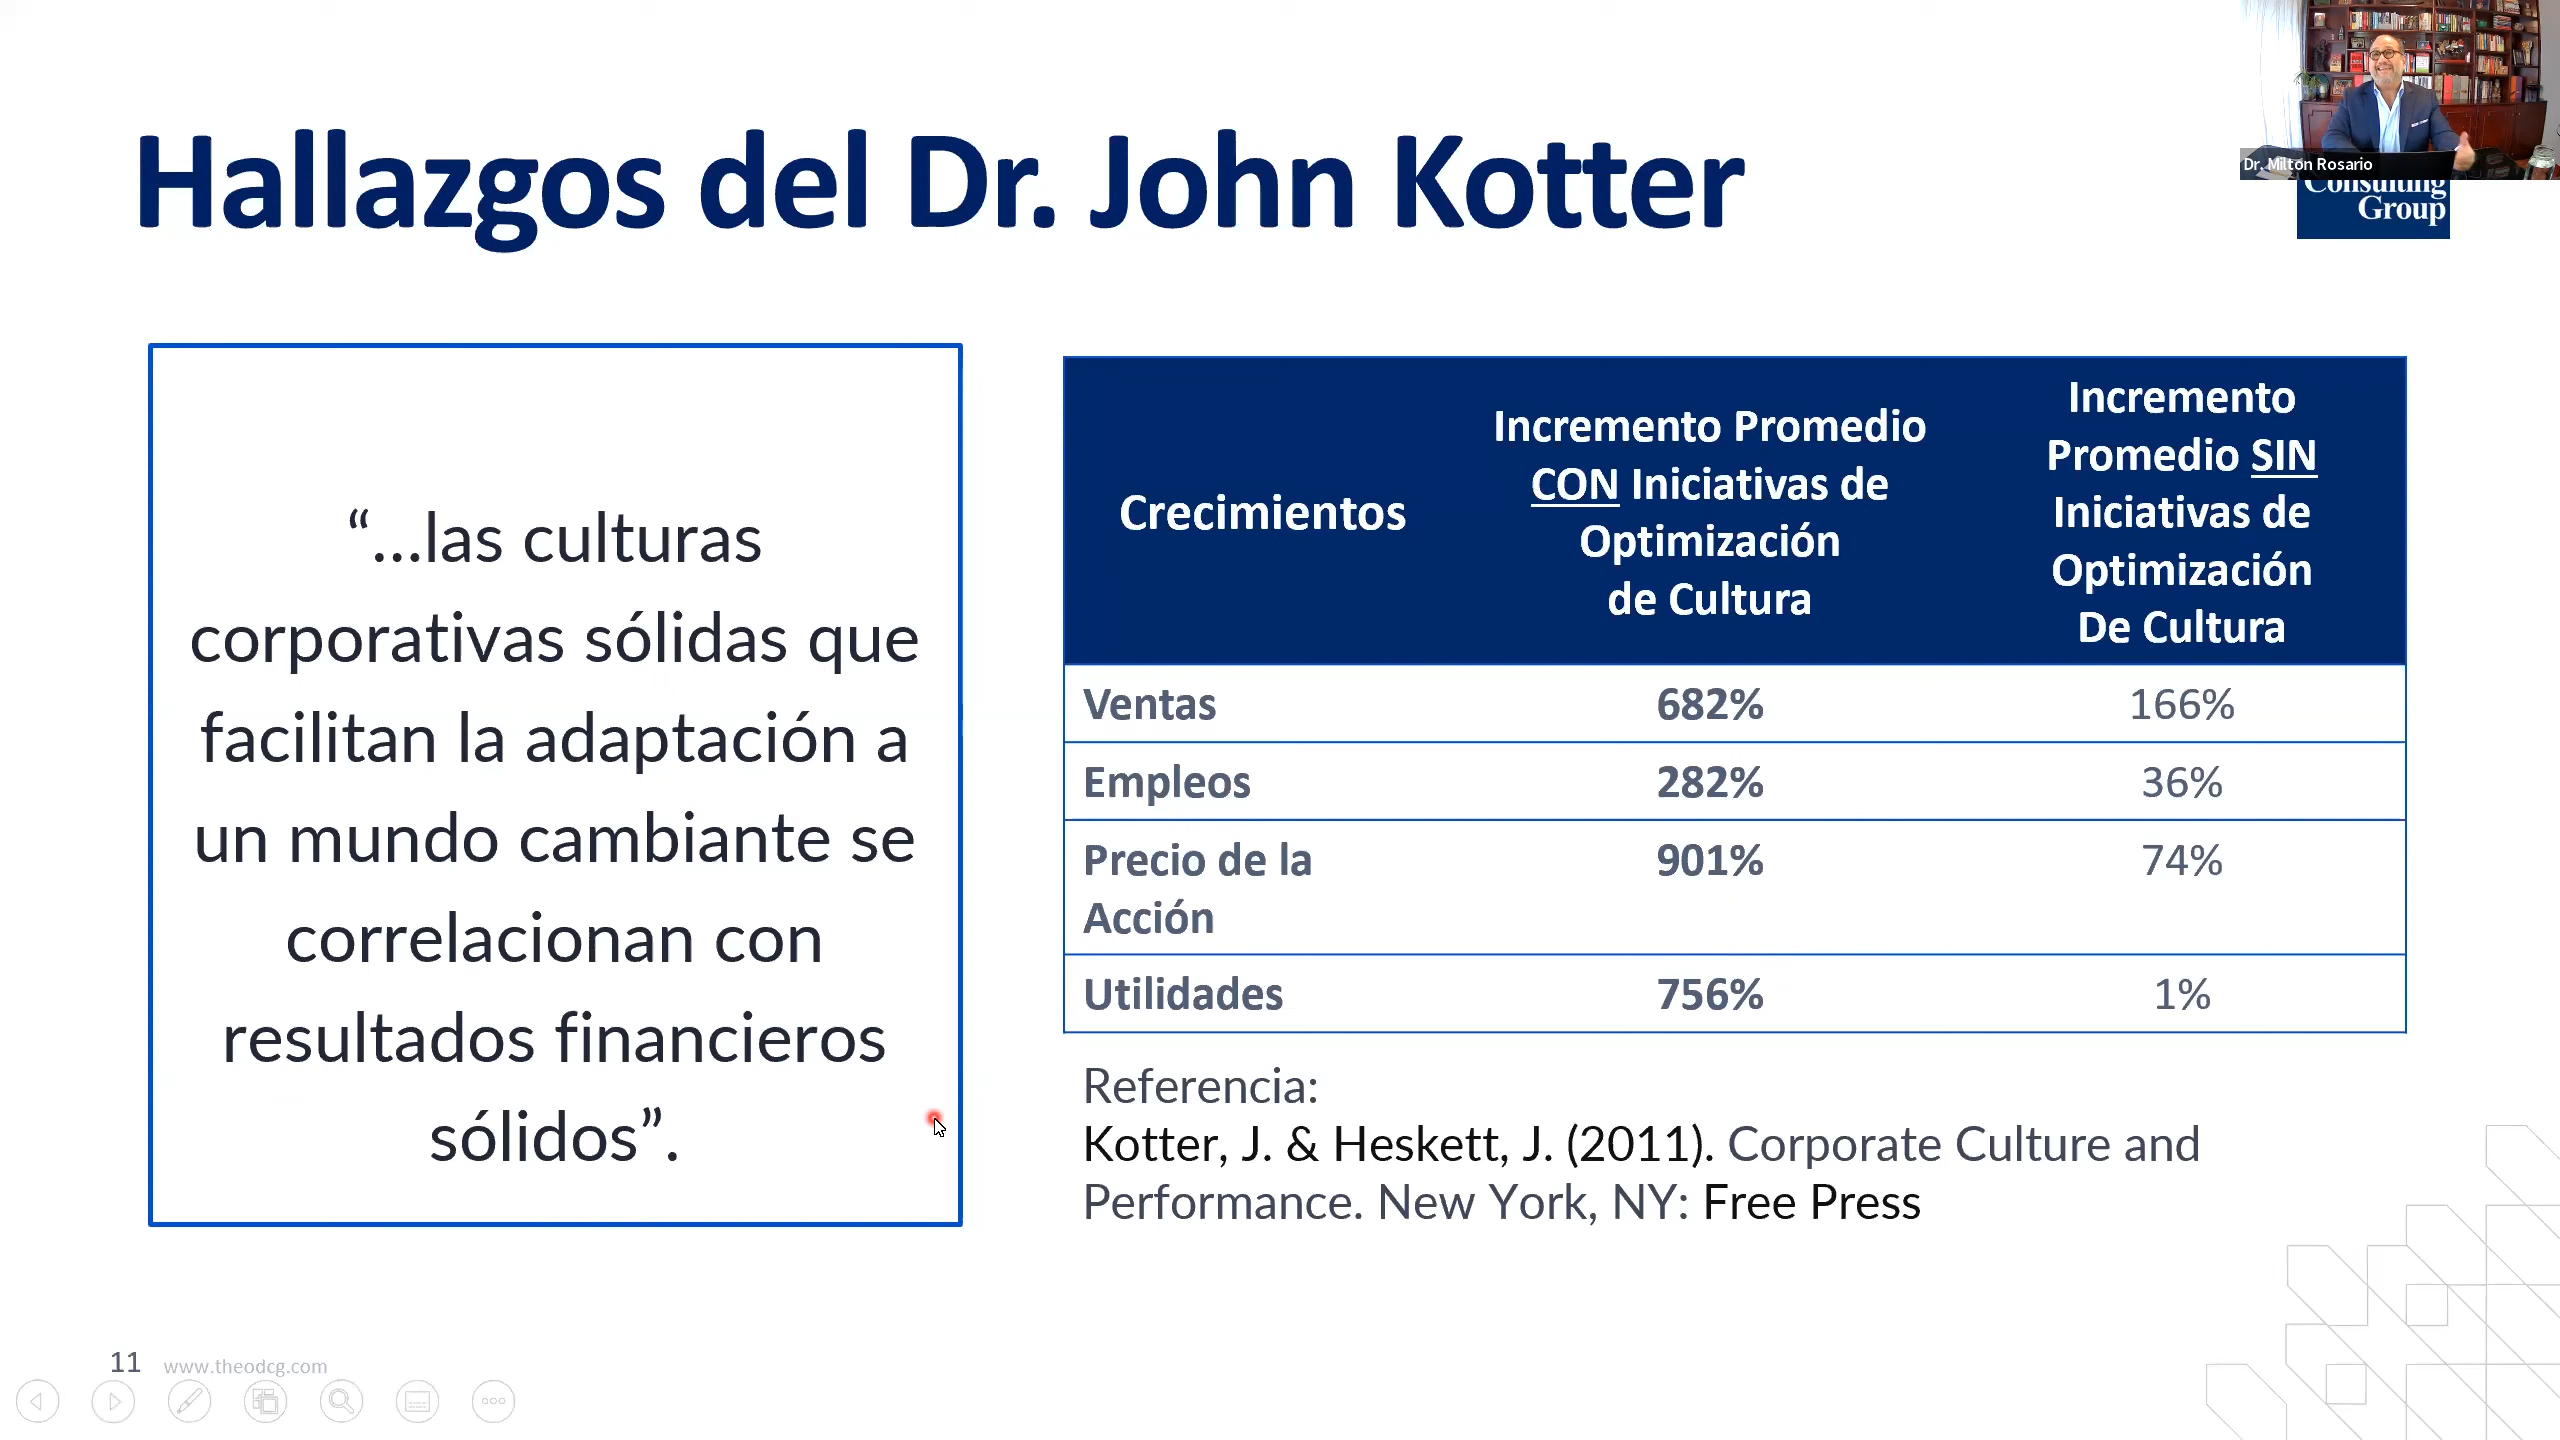 Hallazgos del Dr. John Kotter
Dr. Milton Rosario
Consulting
Group
“...las culturas
corporativas sólidas que
facilitan la adaptación a
un mundo cambiante se
correlacionan con
resultados financieros
sólidos”.
Crecimientos
Incremento Promedio
CON Iniciativas de
Optimización
de Cultura
Incremento
Promedio SIN
Iniciativas de
Optimización
De Cultura
Ventas 682% 166%
Empleos 282% 36%
Precio de la 901% 74%
Acción
Utilidades 756% 1%
Referencia:
Kotter, J. & Heskett, J. (2011). Corporate Culture and
Performance. New York, NY: Free Press
11 www.theodcg.com